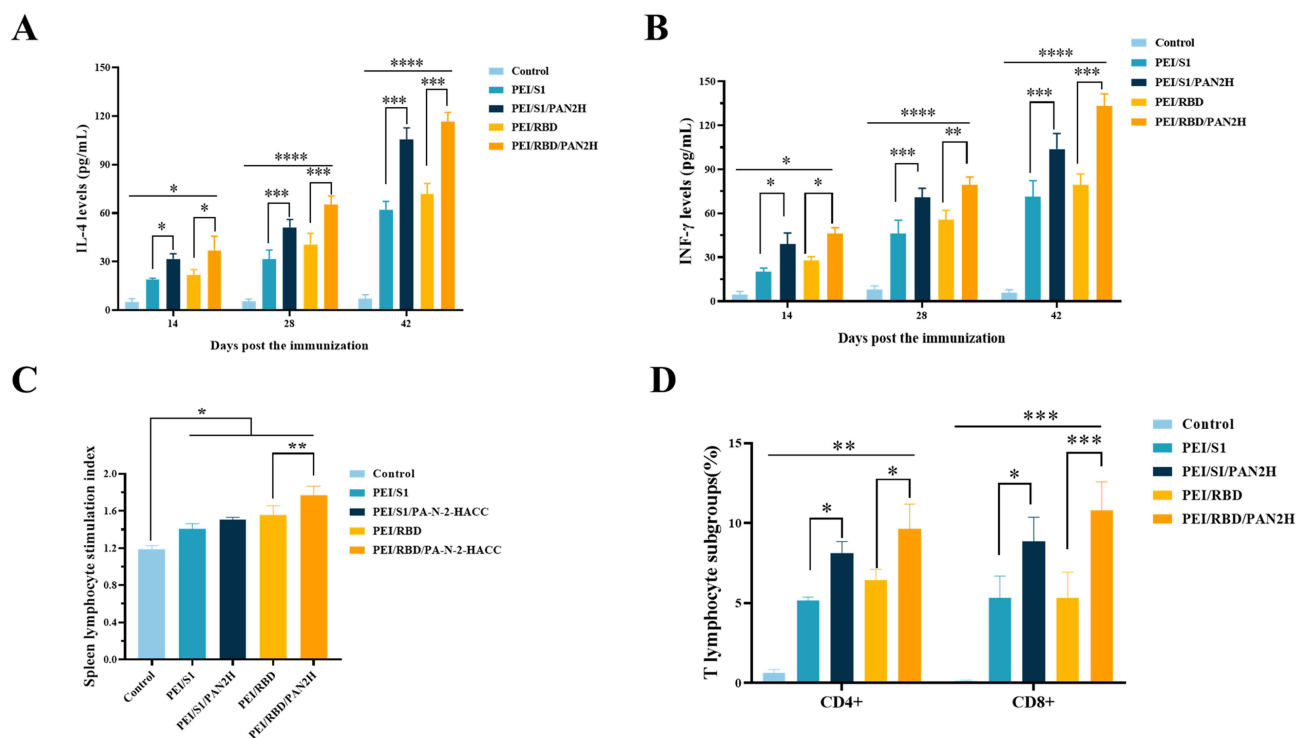 A
IL-4 levels (pg/mL)
150
120
90
60
30
0
*
*
*
****
***
***
****
***
***
14
28
42
Days post the immunization
Control
PEI/S1
PEI/S1/PAN2H
PEI/RBD
PEI/RBD/PAN2H
B
INF-γ levels (pg/mL)
150
120
90
60
30
0
*
*
*
****
***
**
****
***
***
14
28
42
Days post the immunization
Control
PEI/S1
PEI/S1/PAN2H
PEI/RBD
PEI/RBD/PAN2H
C
Spleen lymphocyte stimulation index
2.0
1.6
1.2
0.8
0.4
0.0
*
**
Control
PEI/S1
PEI/S1/PAN2H
PEI/RBD
PEI/RBD/PAN2H
Control
PEI/S1
PEI/S1/PA-N-2-HACC
PEI/RBD
PEI/RBD/PA-N-2-HACC
D
T lymphocyte subgroups(%)
15
10
5
0
**
*
*
***
*
***
CD4+
CD8+
Control
PEI/S1
PEI/SI/PAN2H
PEI/RBD
PEI/RBD/PAN2H